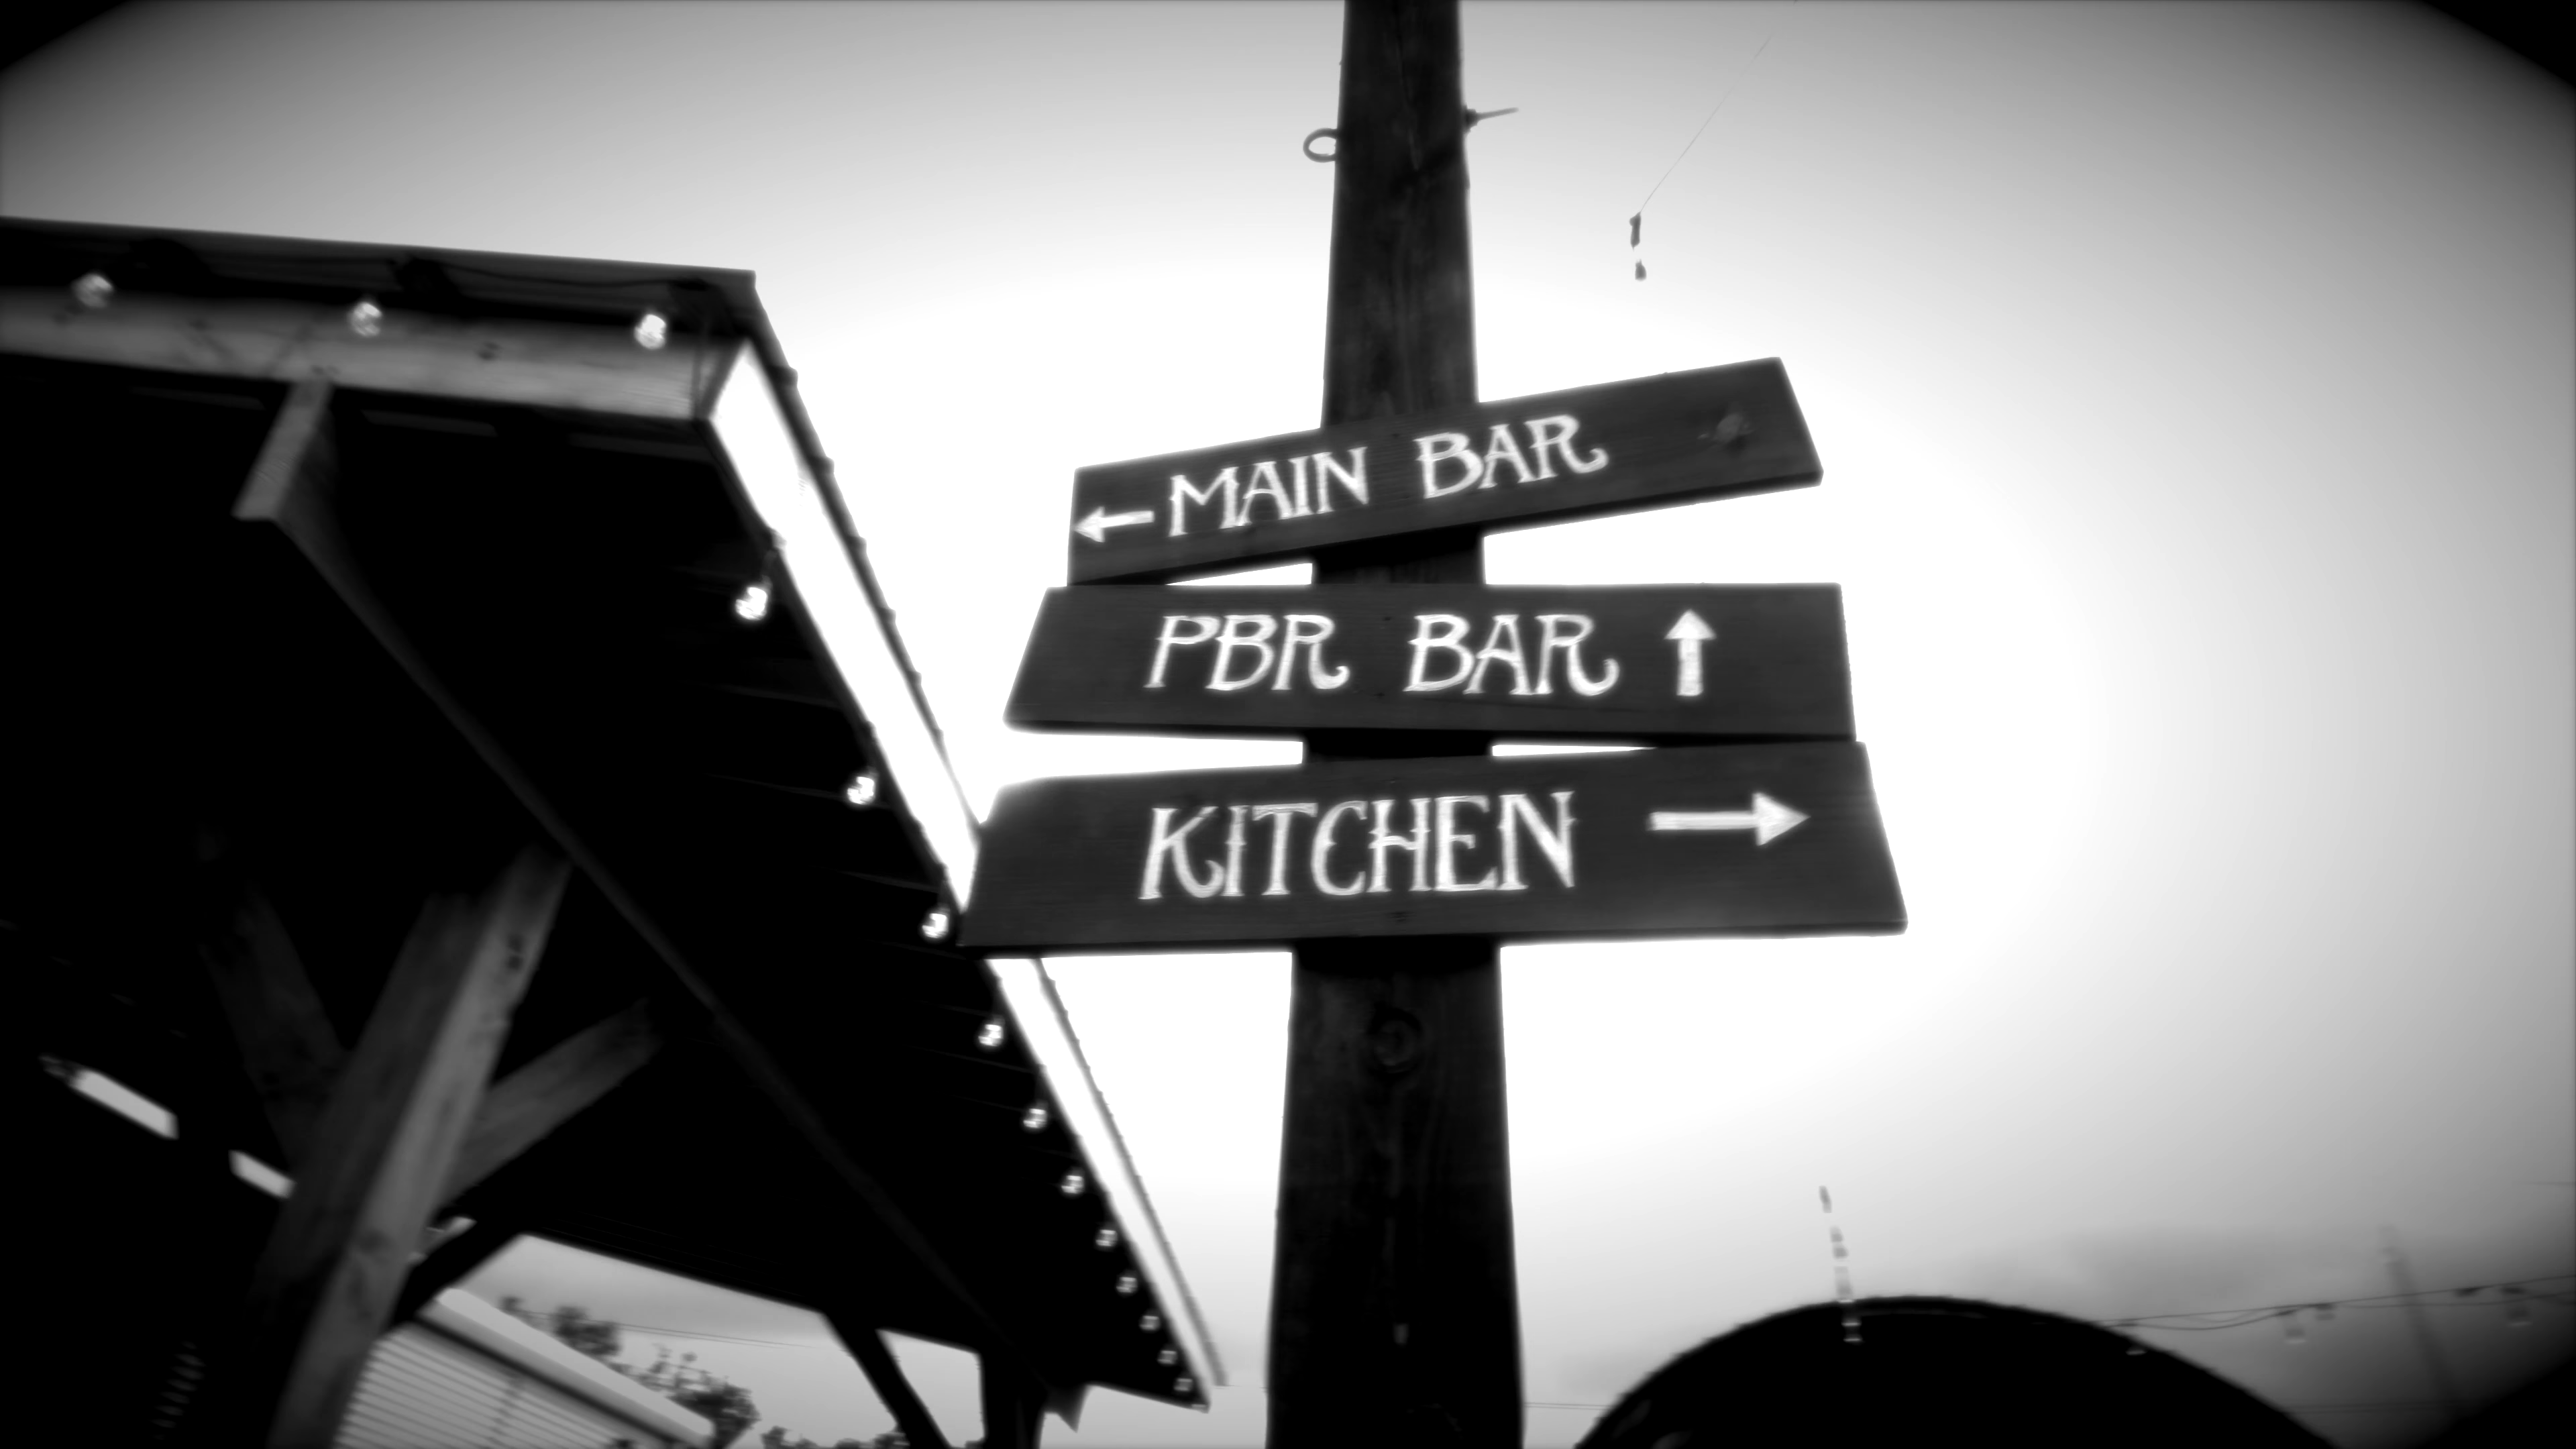 ← MAIN BAR
PBR BAR ↑
KITCHEN →